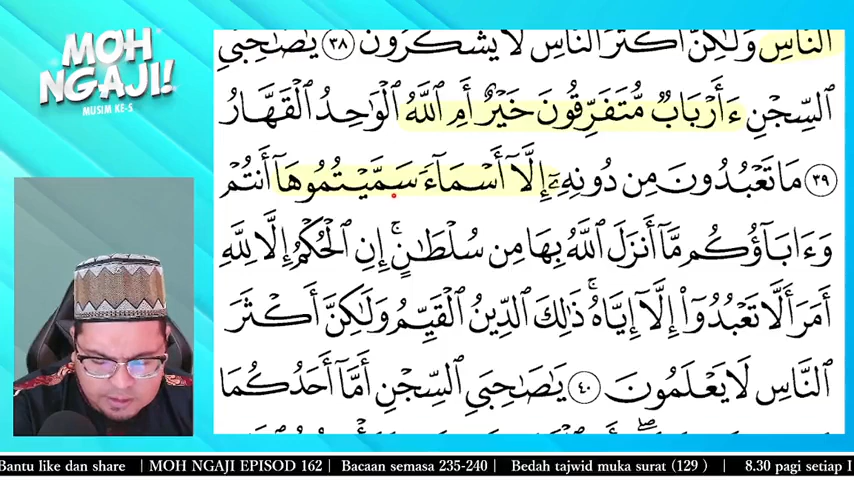 MOH
NGAJI!
MUSIM KE-5
ٱلنَّاسِ وَلَـٰكِنَّ أَكْثَرَ ٱلنَّاسِ لَا يَشْكُرُونَ ٣٨ يَـٰصَـٰحِبَىِ
ٱلسِّجْنِ ءَأَرْبَابٌ مُّتَفَرِّقُونَ خَيْرٌ أَمِ ٱللَّهُ ٱلْوَٰحِدُ ٱلْقَهَّارُ
٣٩ مَا تَعْبُدُونَ مِن دُونِهِۦٓ إِلَّآ أَسْمَآءً سَمَّيْتُمُوهَآ أَنتُمْ
وَءَابَآؤُكُم مَّآ أَنزَلَ ٱللَّهُ بِهَا مِن سُلْطَـٰنٍ ۚ إِنِ ٱلْحُكْمُ إِلَّا لِلَّهِ
أَمَرَ أَلَّا تَعْبُدُوٓا۟ إِلَّآ إِيَّاهُ ۚ ذَٰلِكَ ٱلدِّينُ ٱلْقَيِّمُ وَلَـٰكِنَّ أَكْثَرَ
ٱلنَّاسِ لَا يَعْلَمُونَ ٤٠ يَـٰصَـٰحِبَىِ ٱلسِّجْنِ أَمَّآ أَحَدُكُمَا
Bantu like dan share | MOH NGAJI EPISOD 162 | Bacaan semasa 235-240 | Bedah tajwid muka surat (129 ) | 8.30 pagi setiap